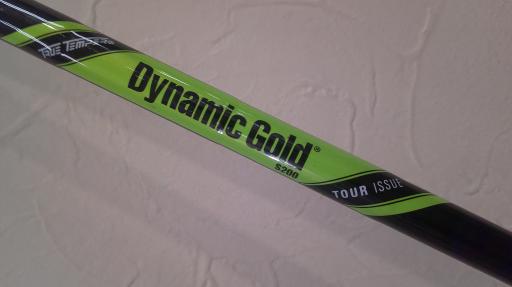 TRUE TEMPER®
Dynamic Gold®
S200
TOUR ISSUE